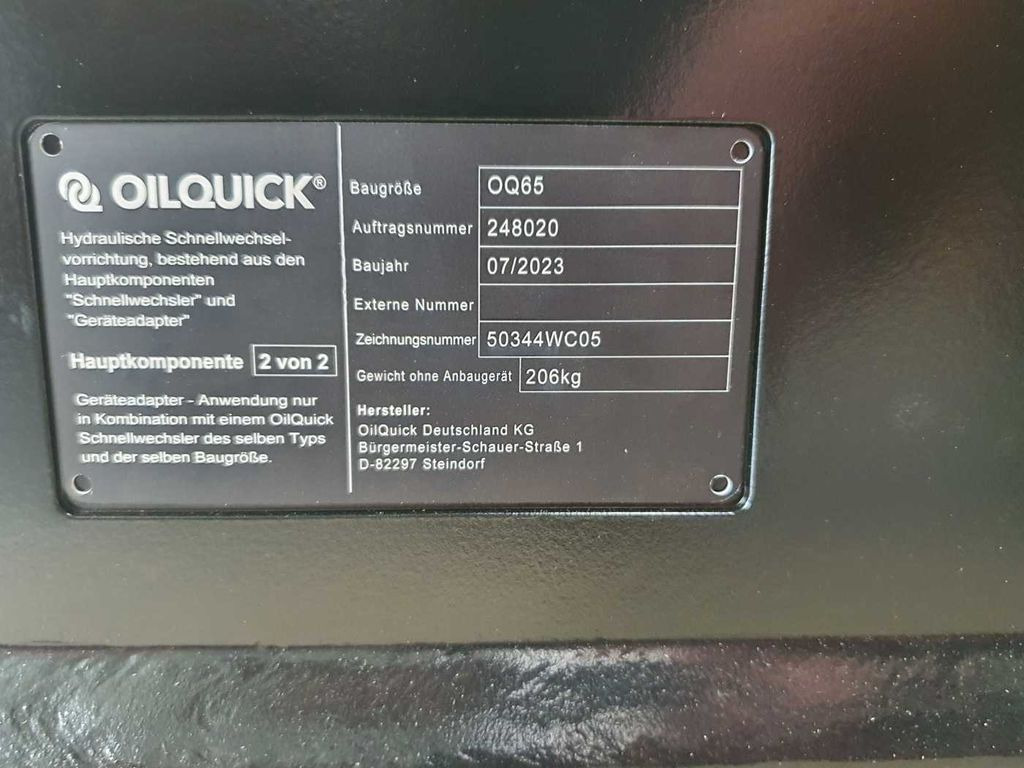 OILQUICK®
Hydraulische Schnellwechsel-
vorrichtung, bestehend aus den
Hauptkomponenten
"Schnellwechsler" und
"Geräteadapter"
Hauptkomponente 2 von 2
Geräteadapter - Anwendung nur
in Kombination mit einem OilQuick
Schnellwechsler des selben Typs
und der selben Baugröße.
Baugröße OQ65
Auftragsnummer 248020
Baujahr 07/2023
Externe Nummer
Zeichnungsnummer 50344WC05
Gewicht ohne Anbaugerät 206kg
Hersteller:
OilQuick Deutschland KG
Bürgermeister-Schauer-Straße 1
D-82297 Steindorf